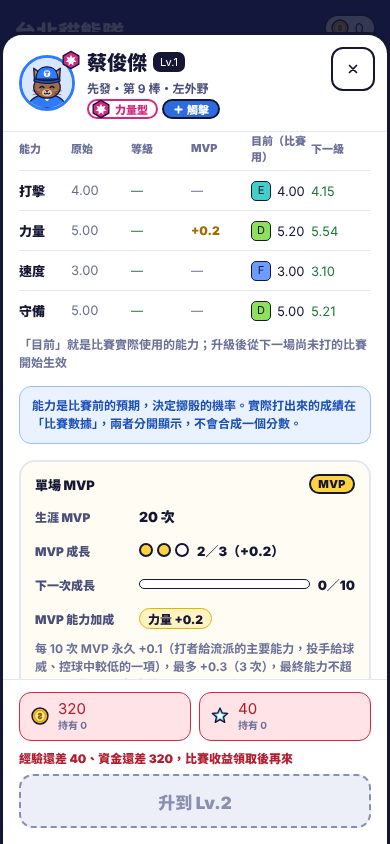 蔡俊傑 Lv.1
先發・第 9 棒・左外野
力量型 觸擊
×
能力 原始 等級 MVP 目前（比賽用） 下一級
打擊 4.00 — — E 4.00 4.15
力量 5.00 — +0.2 D 5.20 5.54
速度 3.00 — — F 3.00 3.10
守備 5.00 — — D 5.00 5.21
「目前」就是比賽實際使用的能力；升級後從下一場尚未打的比賽
開始生效
能力是比賽前的預期，決定擲骰的機率。實際打出來的成績在
「比賽數據」，兩者分開顯示，不會合成一個分數。
單場 MVP MVP
生涯 MVP 20 次
MVP 成長 2／3（+0.2）
下一次成長 0/10
MVP 能力加成 力量 +0.2
每 10 次 MVP 永久 +0.1（打者給流派的主要能力，投手給球
威、控球中較低的一項），最多 +0.3（3 次），最終能力不超
320
持有 0
40
持有 0
經驗還差 40、資金還差 320，比賽收益領取後再來
升到 Lv.2